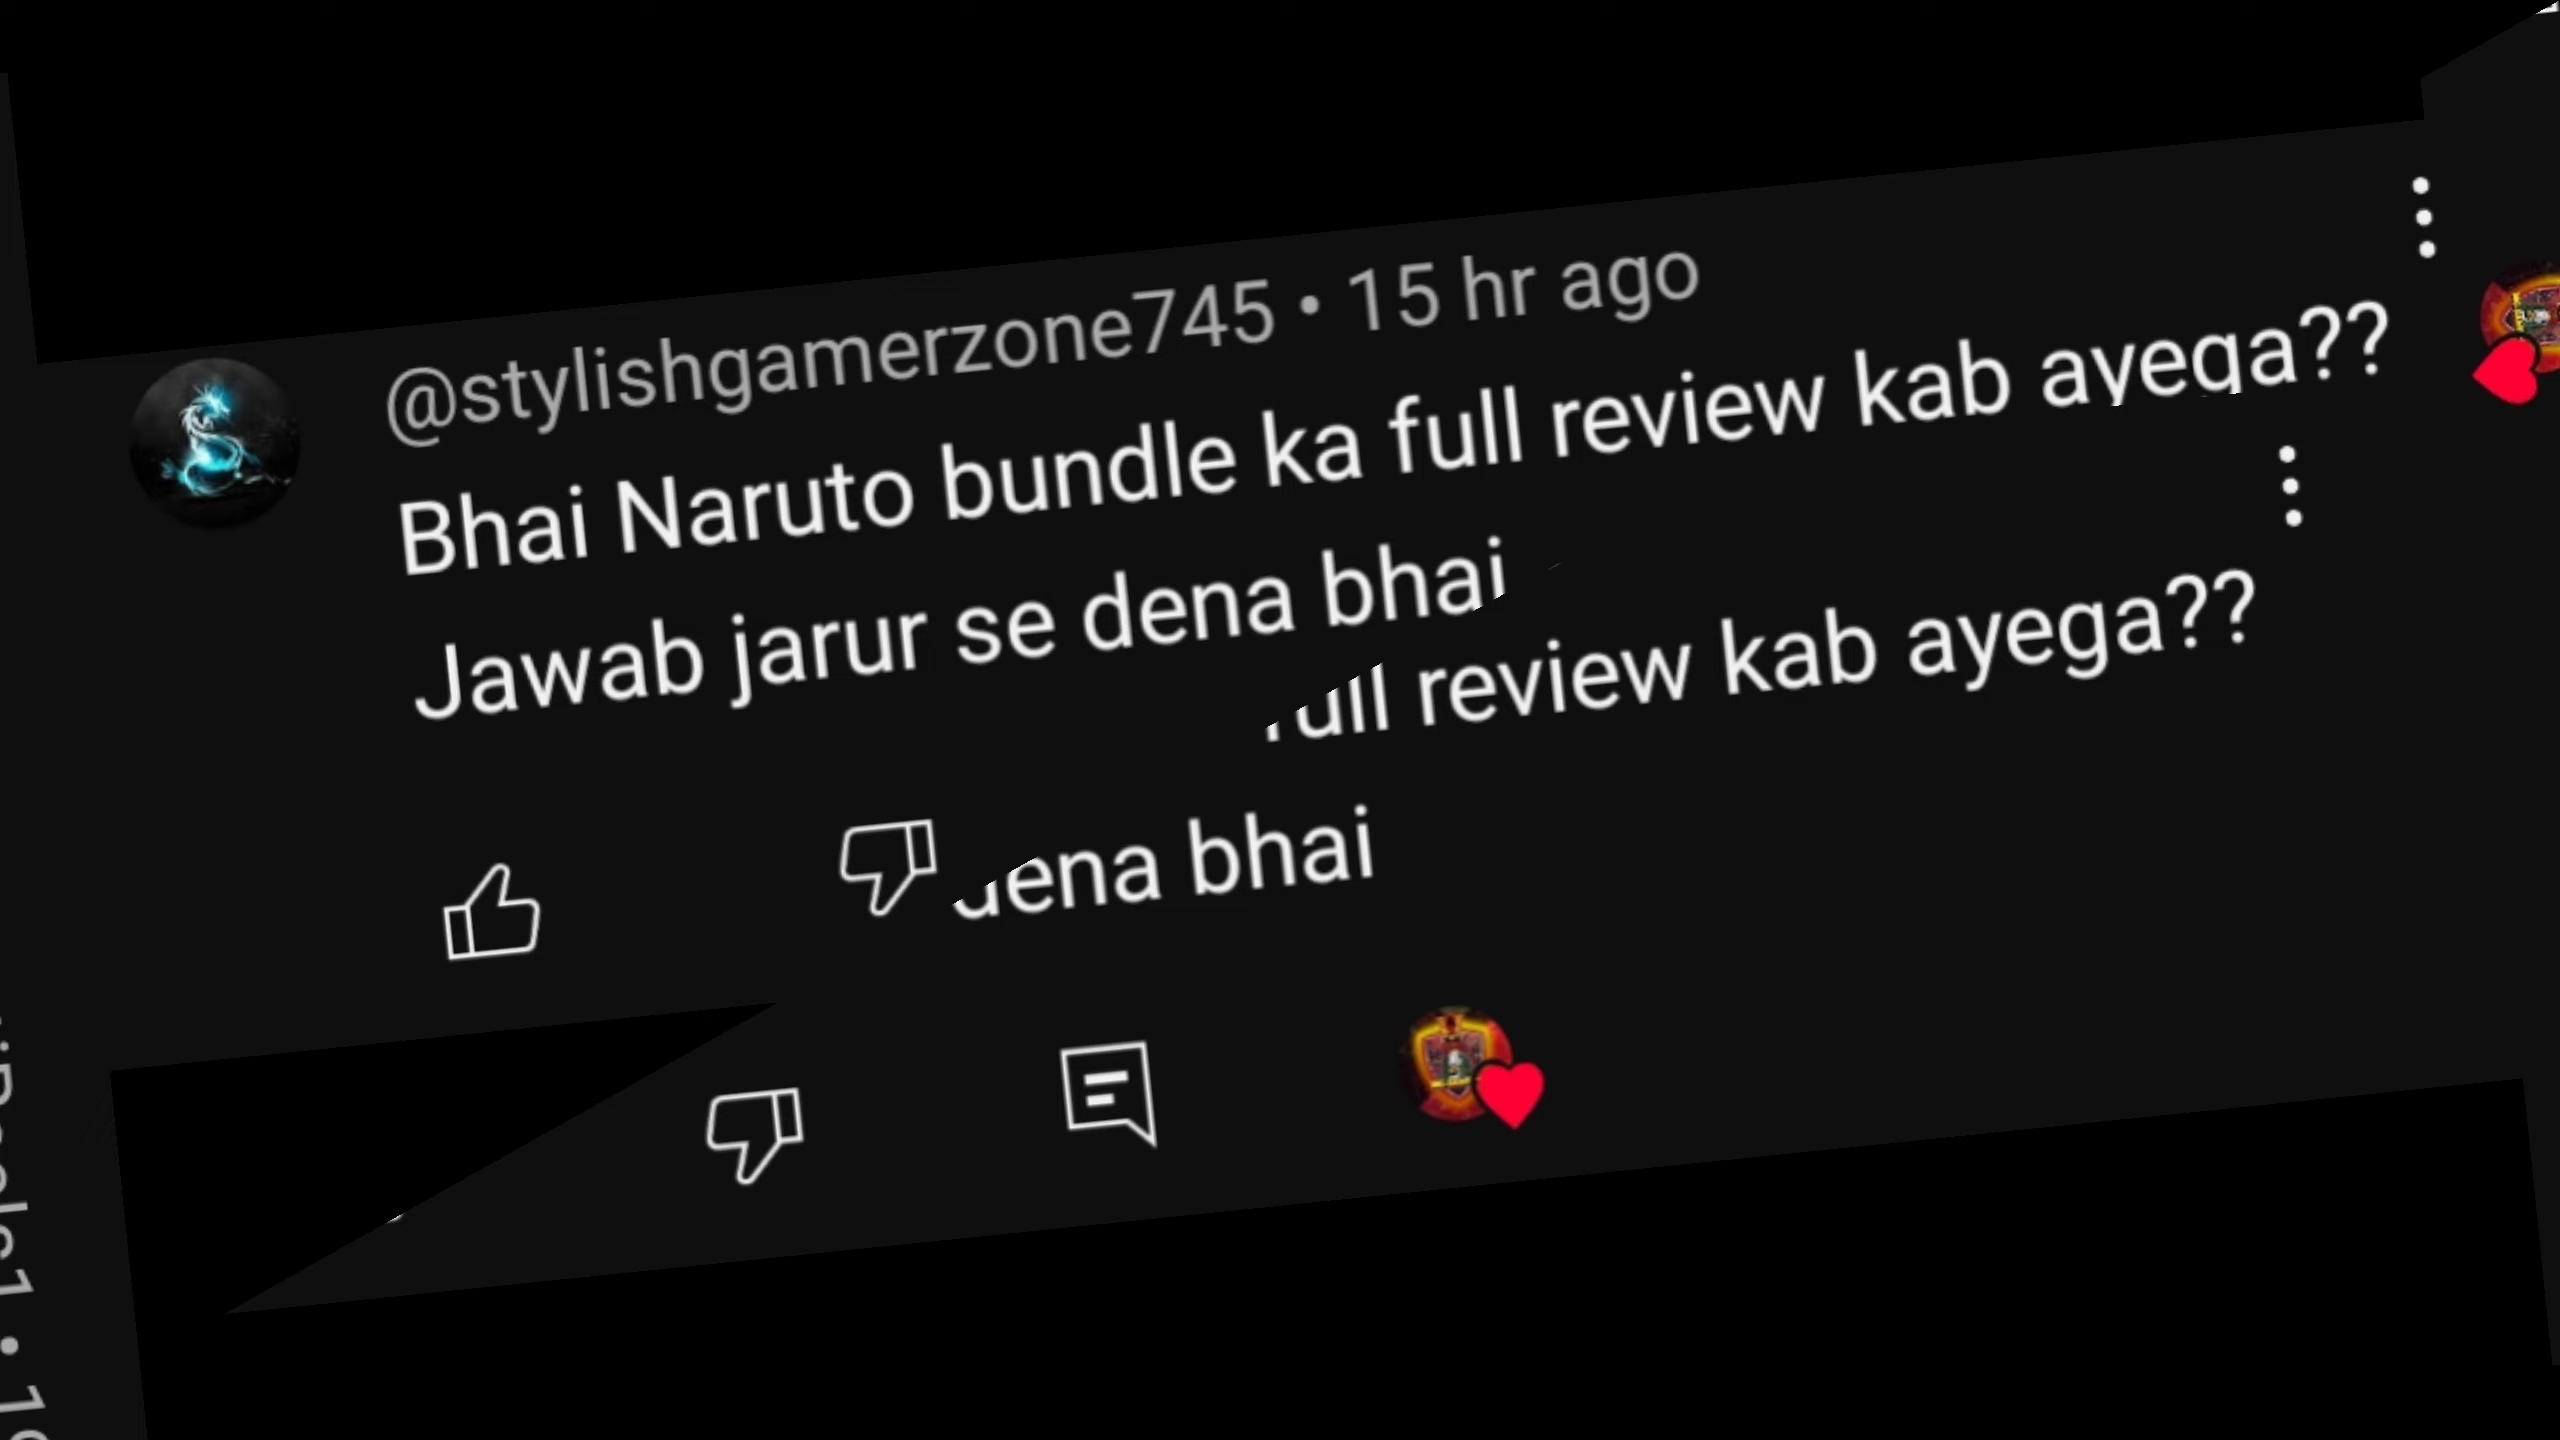 @stylishgamerzone745 • 15 hr ago
Bhai Naruto bundle ka full review kab ayega??
Jawab jarur se dena bhai
full review kab ayega??
dena bhai